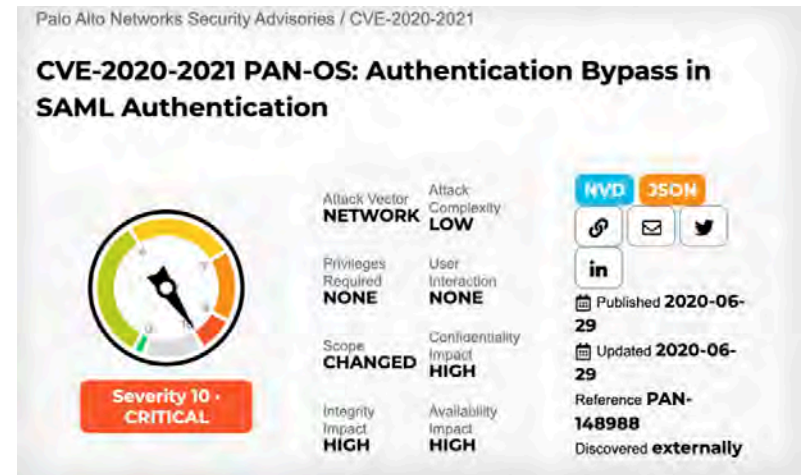 Palo Alto Networks Security Advisories / CVE-2020-2021
CVE-2020-2021 PAN-OS: Authentication Bypass in
SAML Authentication
Attack Vector
NETWORK
Attack
Complexity
LOW
NVD
JSON
Privileges
Required
NONE
User
Interaction
NONE
in
Published 2020-06-
29
Updated 2020-06-
29
Scope
CHANGED
Confidentiality
Impact
HIGH
Reference PAN-
148988
Discovered externally
Integrity
Impact
HIGH
Availability
Impact
HIGH
0
10
Severity 10 ·
CRITICAL